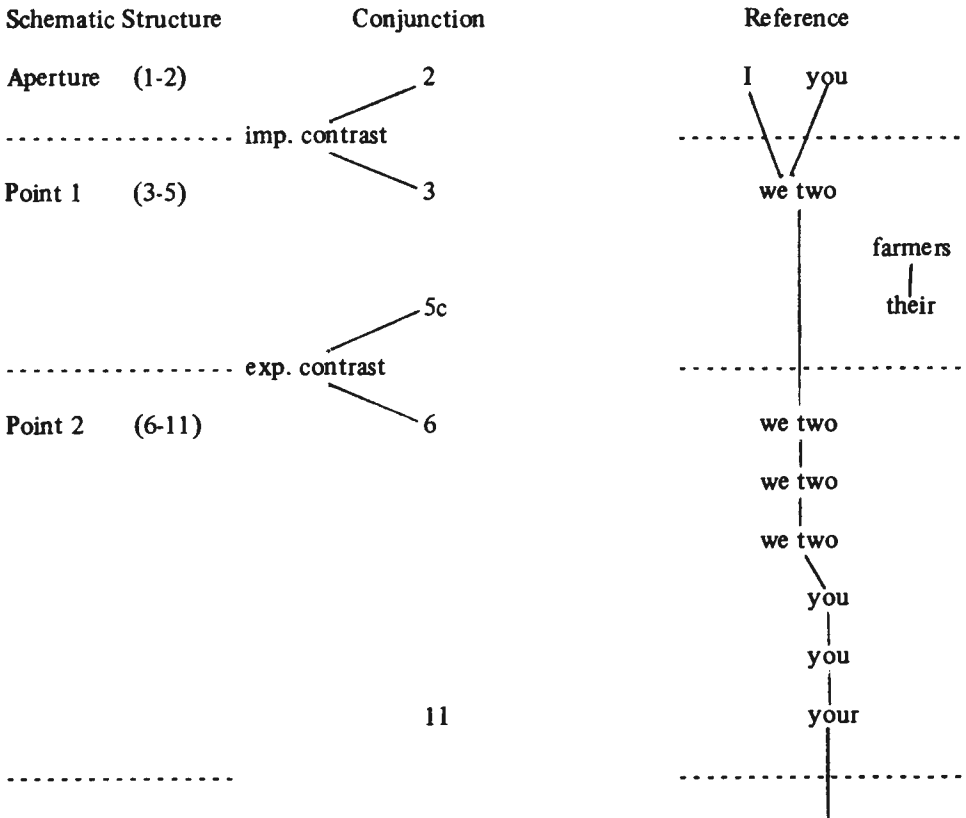 Schematic Structure Conjunction Reference
Aperture (1-2) 2 I you
imp. contrast
Point 1 (3-5) 3 we two
farmers
5c their
exp. contrast
Point 2 (6-11) 6 we two
we two
we two
you
you
11 your